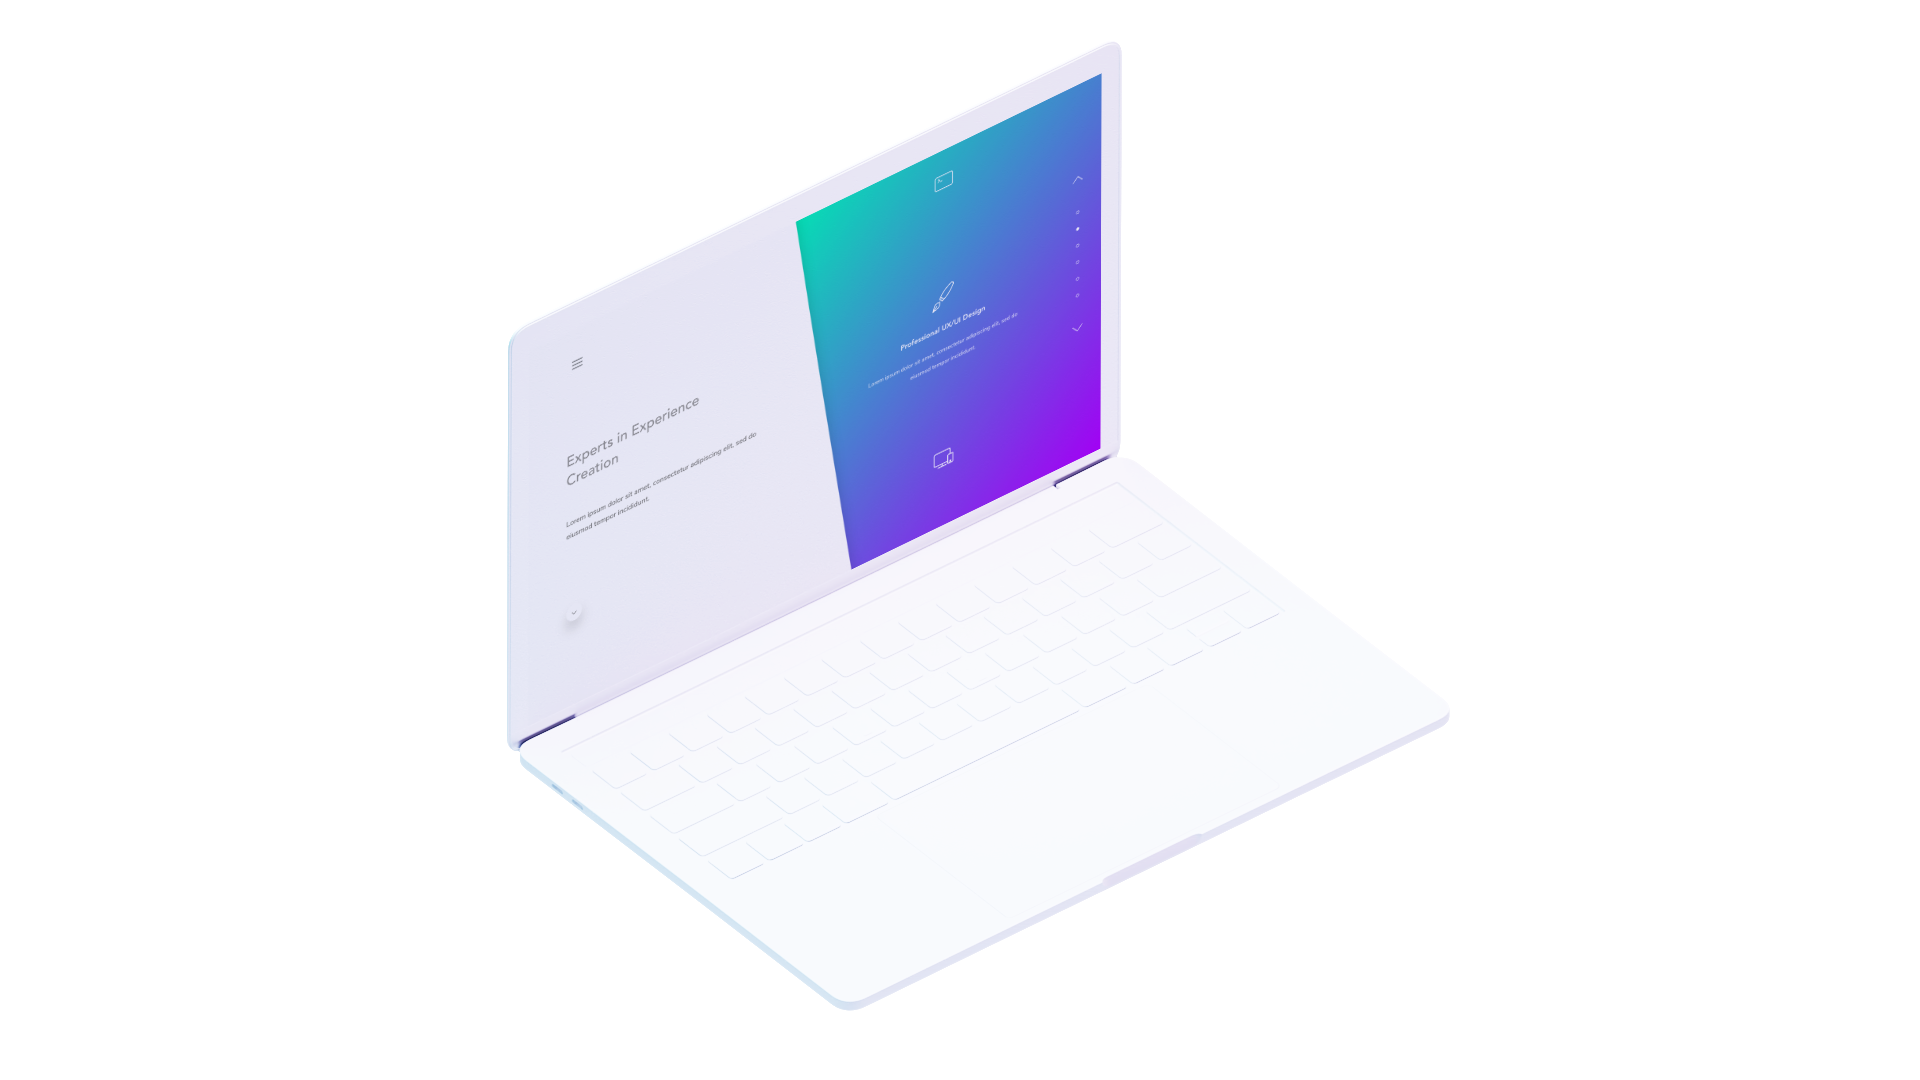 Experts in Experience
Creation
Lorem ipsum dolor sit amet, consectetur adipiscing elit, sed do
eiusmod tempor incididunt.
Professional UX/UI Design
Lorem ipsum dolor sit amet, consectetur adipiscing elit, sed do
eiusmod tempor incididunt.